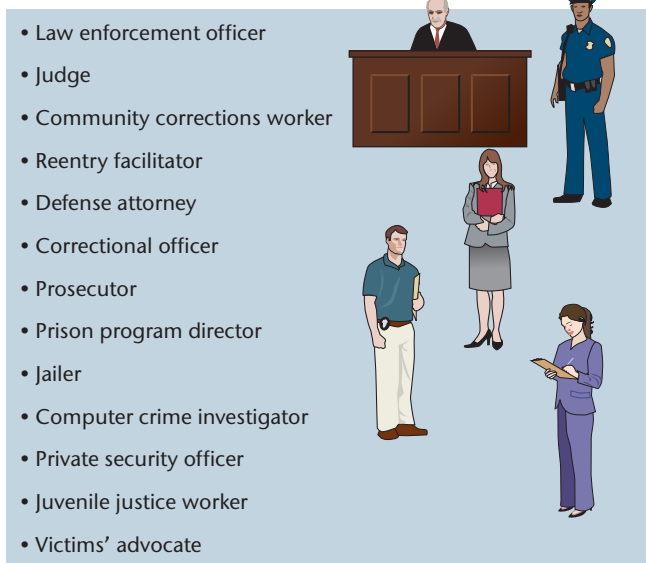 • Law enforcement officer
• Judge
• Community corrections worker
• Reentry facilitator
• Defense attorney
• Correctional officer
• Prosecutor
• Prison program director
• Jailer
• Computer crime investigator
• Private security officer
• Juvenile justice worker
• Victims’ advocate